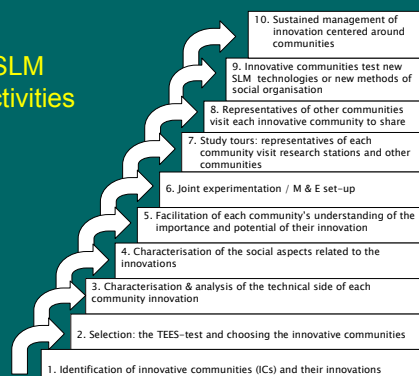 SLM
10. Sustained management of
innovation centered around
communities
9. Innovative communities test new
SLM technologies or new methods of
social organisation
8. Representatives of other communities
visit each innovative community to share
7. Study tours: representatives of each
community visit research stations and other
communities
6. Joint experimentation / M & E set-up
5. Facilitation of each community's understanding of the
importance and potential of their innovation
4. Characterisation of the social aspects related to the
innovations
3. Characterisation & analysis of the technical side of each
community innovation
2. Selection: the TEES-test and choosing the innovative communities
1. Identification of innovative communities (ICs) and their innovations